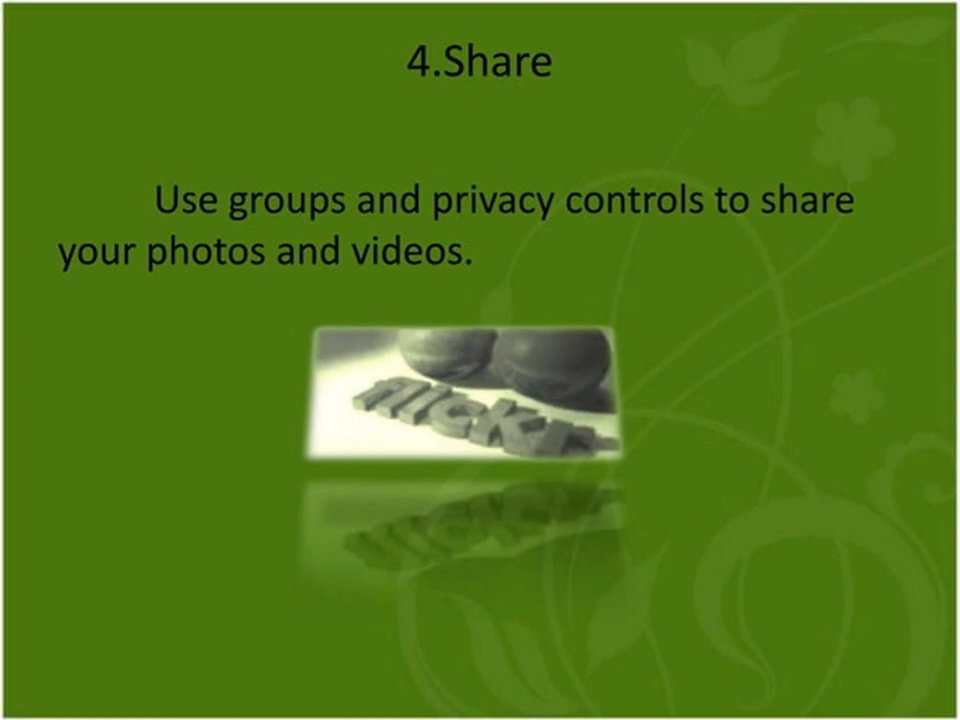 4.Share
Use groups and privacy controls to share
your photos and videos.
flickr